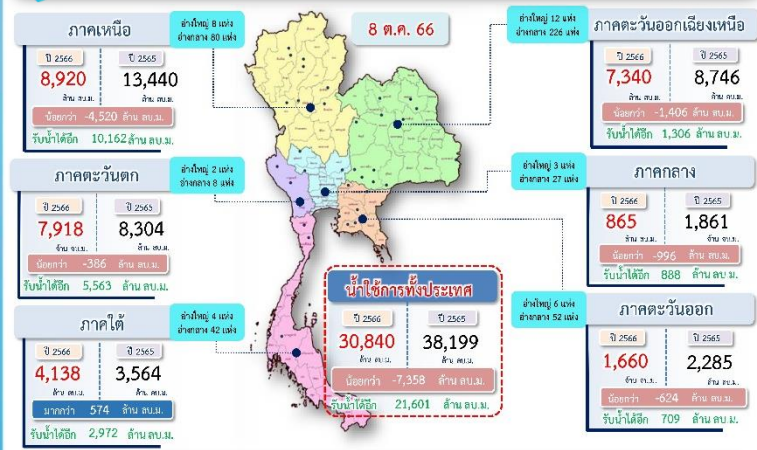 8 ต.ค. 66
ภาคเหนือ
ปี 2566 ปี 2565
8,920 13,440
ล้าน ลบ.ม. ล้าน ลบ.ม.
น้อยกว่า -4,520 ล้าน ลบ.ม.
รับน้ำได้อีก 10,162 ล้าน ลบ.ม.
อ่างใหญ่ 8 แห่ง
อ่างกลาง 80 แห่ง
ภาคตะวันออกเฉียงเหนือ
ปี 2566 ปี 2565
7,340 8,746
ล้าน ลบ.ม. ล้าน ลบ.ม.
น้อยกว่า -1,406 ล้าน ลบ.ม.
รับน้ำได้อีก 1,306 ล้าน ลบ.ม.
อ่างใหญ่ 12 แห่ง
อ่างกลาง 226 แห่ง
ภาคตะวันตก
ปี 2566 ปี 2565
7,918 8,304
ล้าน ลบ.ม. ล้าน ลบ.ม.
น้อยกว่า -386 ล้าน ลบ.ม.
รับน้ำได้อีก 5,563 ล้าน ลบ.ม.
อ่างใหญ่ 2 แห่ง
อ่างกลาง 8 แห่ง
ภาคกลาง
ปี 2566 ปี 2565
865 1,861
ล้าน ลบ.ม. ล้าน ลบ.ม.
น้อยกว่า -996 ล้าน ลบ.ม.
รับน้ำได้อีก 888 ล้าน ลบ.ม.
อ่างใหญ่ 3 แห่ง
อ่างกลาง 27 แห่ง
ภาคใต้
ปี 2566 ปี 2565
4,138 3,564
ล้าน ลบ.ม. ล้าน ลบ.ม.
มากกว่า 574 ล้าน ลบ.ม.
รับน้ำได้อีก 2,972 ล้าน ลบ.ม.
อ่างใหญ่ 4 แห่ง
อ่างกลาง 42 แห่ง
น้ำใช้การทั้งประเทศ
ปี 2566 ปี 2565
30,840 38,199
ล้าน ลบ.ม. ล้าน ลบ.ม.
น้อยกว่า -7,358 ล้าน ลบ.ม.
รับน้ำได้อีก 21,601 ล้าน ลบ.ม.
ภาคตะวันออก
ปี 2566 ปี 2565
1,660 2,285
ล้าน ลบ.ม. ล้าน ลบ.ม.
น้อยกว่า -624 ล้าน ลบ.ม.
รับน้ำได้อีก 709 ล้าน ลบ.ม.
อ่างใหญ่ 6 แห่ง
อ่างกลาง 52 แห่ง